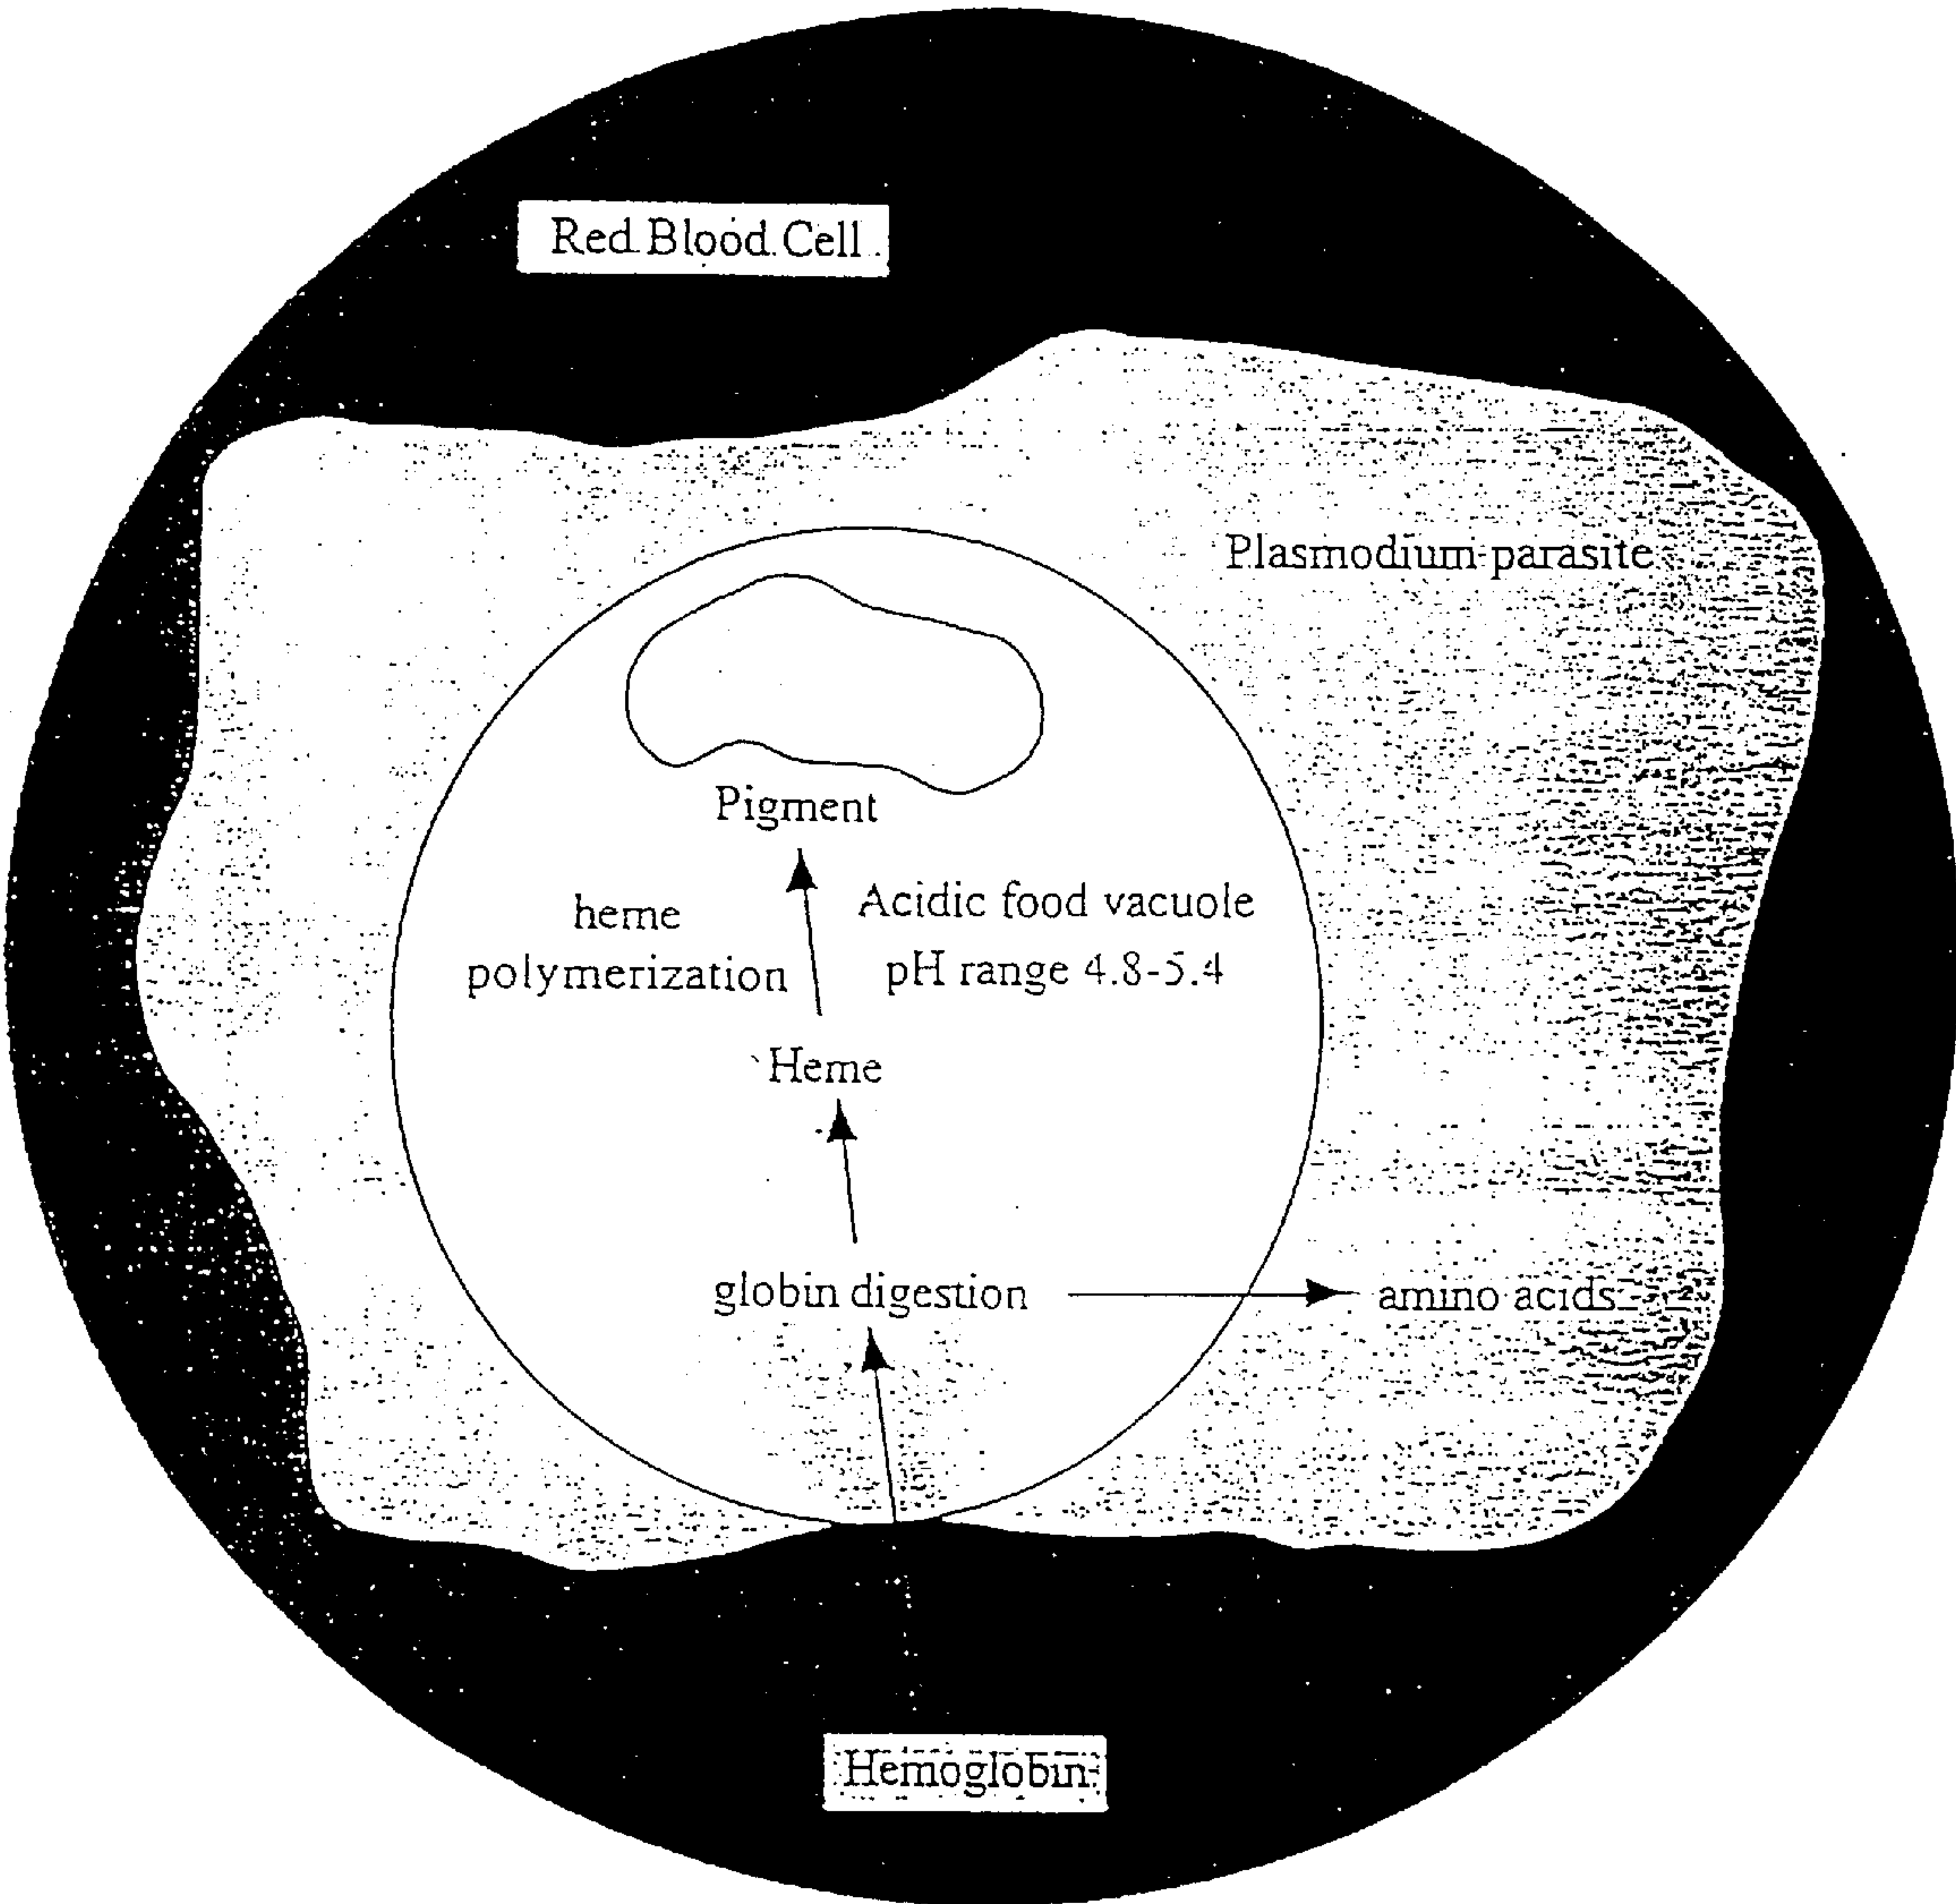 Red Blood Cell
Plasmodium parasite
Pigment
heme
polymerization
Acidic food vacuole
pH range 4.8-5.4
Heme
globin digestion
amino acids
Hemoglobin